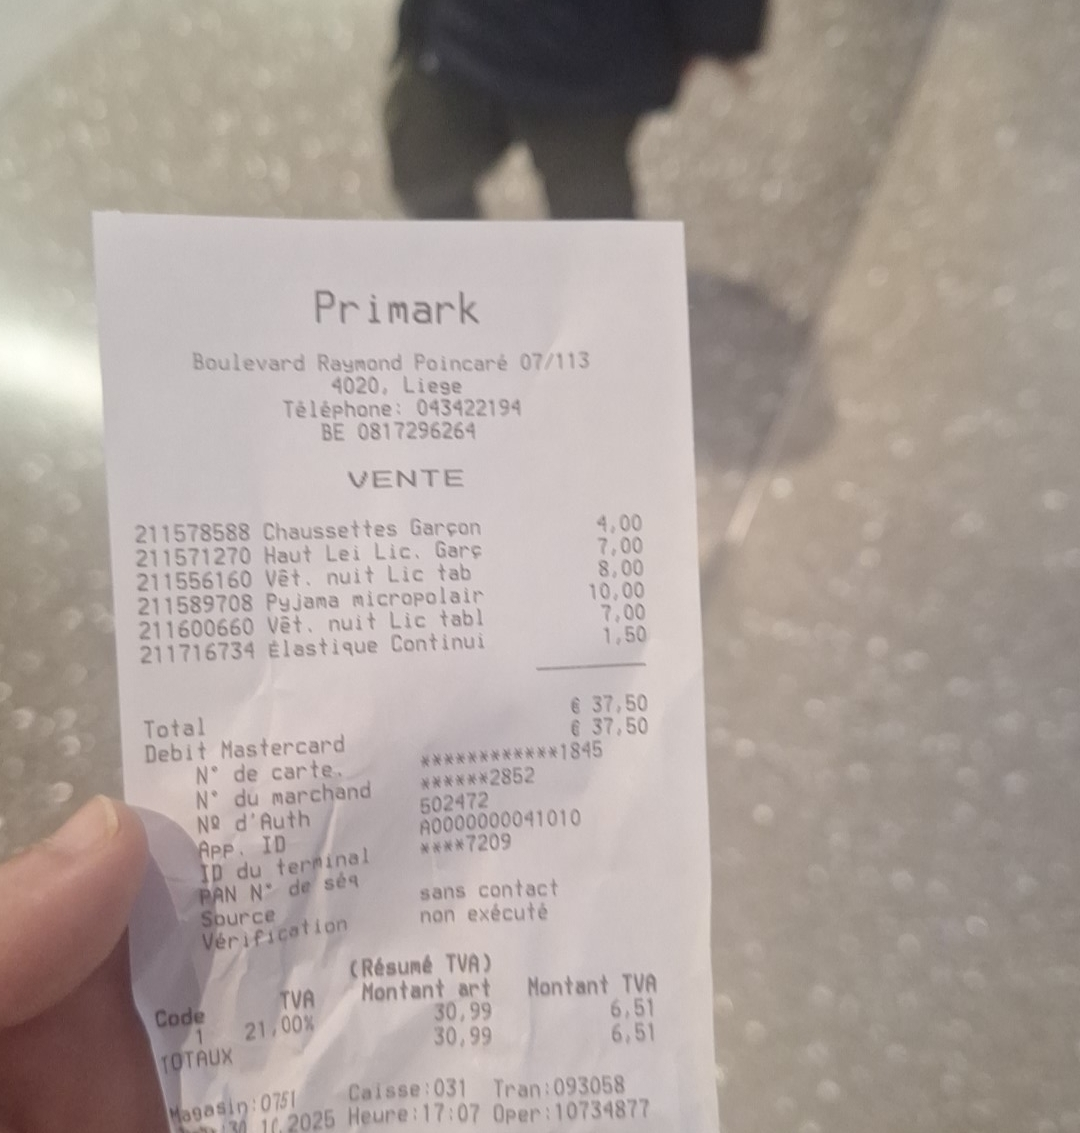 Primark
Boulevard Raymond Poincaré 07/113
4020, Liege
Téléphone: 043422194
BE 0817296264
VENTE
211578588 Chaussettes Garçon 4,00
211571270 Haut Lei Lic. Garç 7,00
211556160 Vêt. nuit Lic tab 8,00
211589708 Pyjama micropolair 10,00
211600660 Vêt. nuit Lic tabl 7,00
211716734 Élastique Continui 1,50
Total € 37,50
Debit Mastercard € 37,50
N° de carte. ************1845
N° du marchand ******2852
Nº d'Auth 502472
App. ID A0000000041010
ID du terminal ****7209
PAN N° de séq
Source sans contact
Vérification non exécuté
(Résumé TVA)
Code TVA Montant art Montant TVA
1 21,00% 30,99 6,51
TOTAUX 30,99 6,51
Magasin:0751 Caisse:031 Tran:093058
30.10.2025 Heure:17:07 Oper:10734877